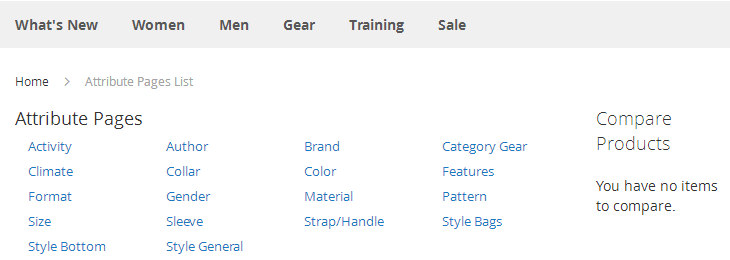 What's New Women Men Gear Training Sale
Home > Attribute Pages List
Attribute Pages
Activity Author Brand Category Gear
Climate Collar Color Features
Format Gender Material Pattern
Size Sleeve Strap/Handle Style Bags
Style Bottom Style General
Compare
Products
You have no items
to compare.